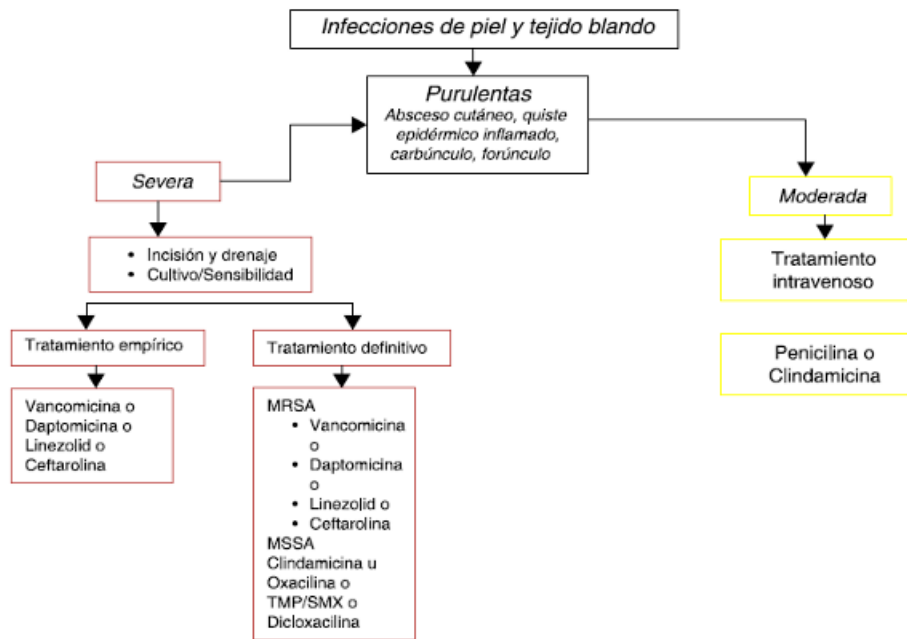 Infecciones de piel y tejido blando
Purulentas
Absceso cutáneo, quiste
epidérmico inflamado,
carbúnculo, forúnculo
Severa
• Incisión y drenaje
• Cultivo/Sensibilidad
Tratamiento empírico
Vancomicina o
Daptomicina o
Linezolid o
Ceftarolina
Tratamiento definitivo
MRSA
• Vancomicina
o
• Daptomicina
o
• Linezolid o
• Ceftarolina
MSSA
Clindamicina u
Oxacilina o
TMP/SMX o
Dicloxacilina
Moderada
Tratamiento
intravenoso
Penicilina o
Clindamicina